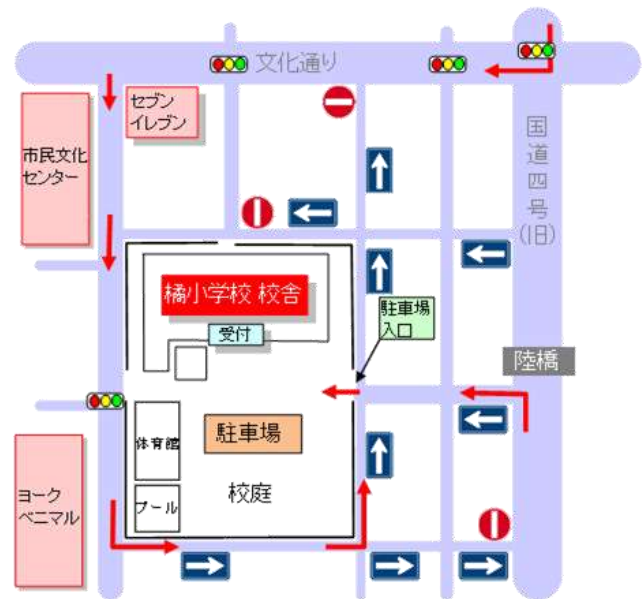 文化通り
セブン
イレブン
市民文化
センター
国道四号(旧)
橘小学校 校舎
受付
駐車場
入口
陸橋
体育館
駐車場
プール
校庭
ヨーク
ベニマル